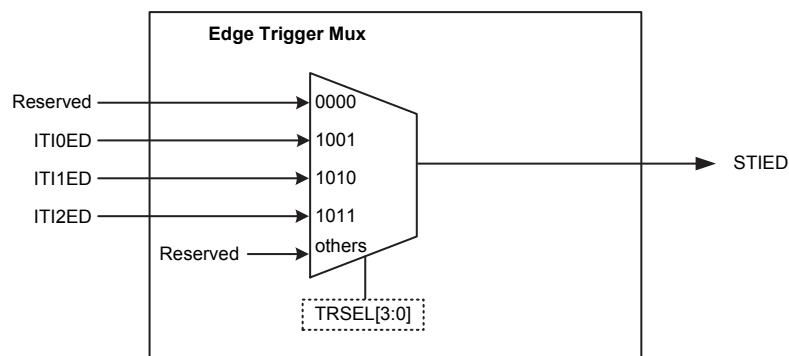 Edge Trigger Mux
Reserved
0000
ITI0ED
1001
STIED
ITI1ED
1010
ITI2ED
1011
Reserved
others
TRSEL[3:0]